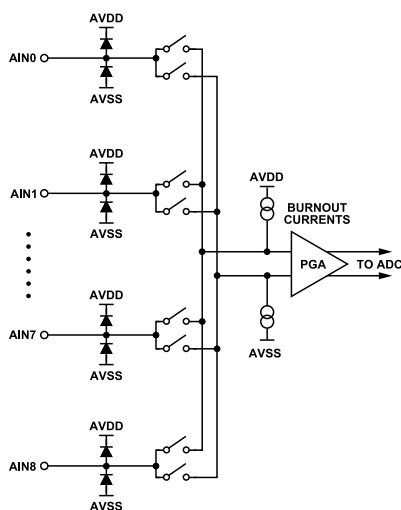 AVDD
AIN0
AVSS
AVDD
AIN1
AVSS
AVDD
BURNOUT
CURRENTS
PGA
TO ADC
AVSS
AVDD
AIN7
AVSS
AVDD
AIN8
AVSS